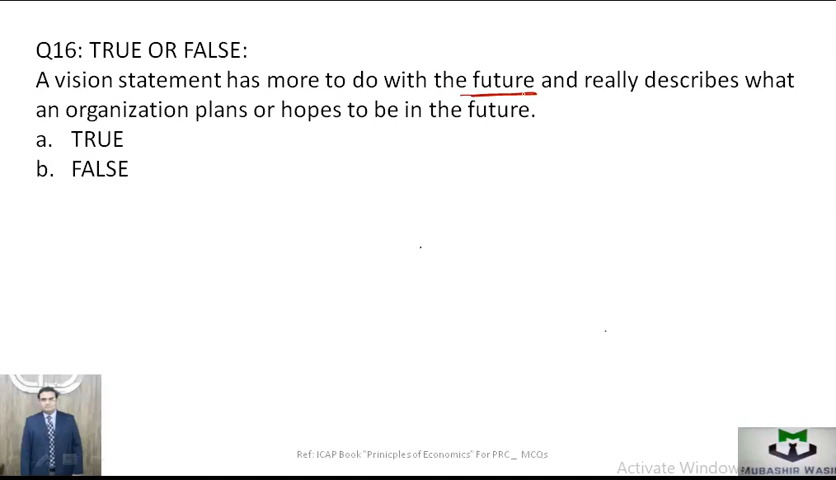 Q16: TRUE OR FALSE:
A vision statement has more to do with the future and really describes what
an organization plans or hopes to be in the future.
a. TRUE
b. FALSE
Ref: ICAP Book "Prinicples of Economics" For PRC_ MCQs
Activate Window
MUBASHIR WASI